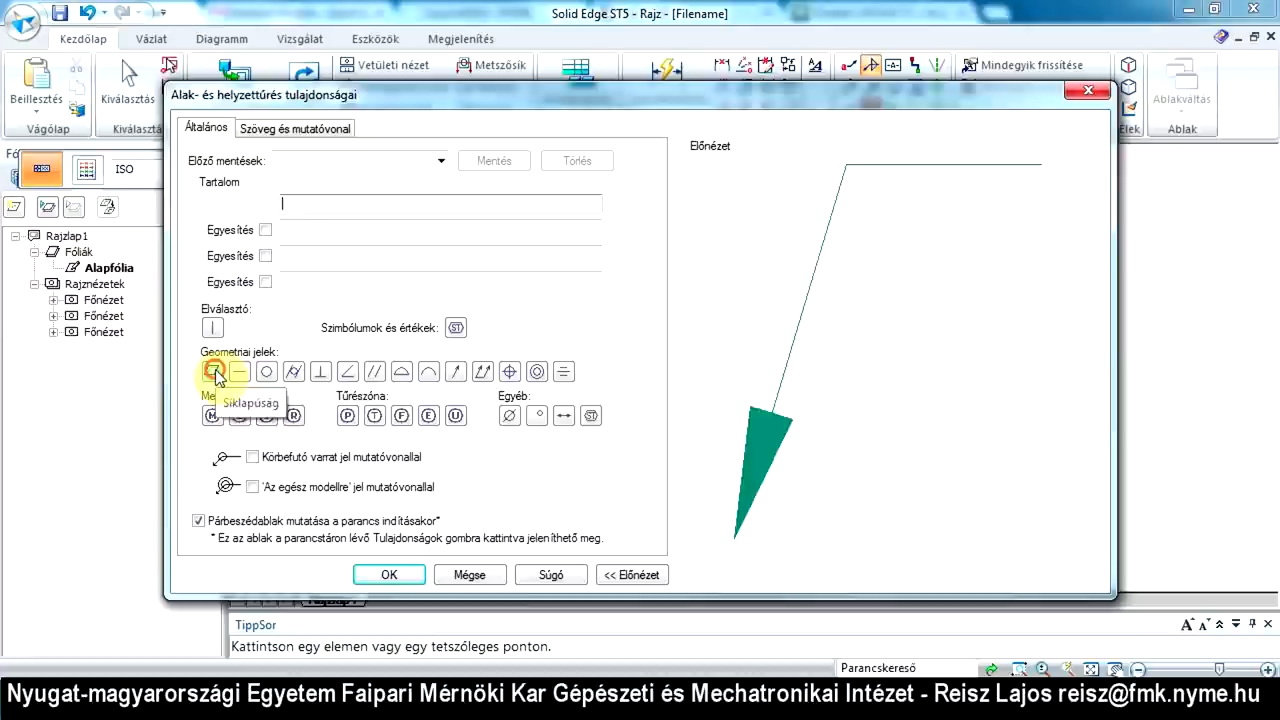 Solid Edge ST5 - Rajz - [Filename]
Kezdőlap
Vázlat
Diagramm
Vizsgálat
Eszközök
Megjelenítés
Beillesztés
Vágólap
Kiválasztás
Vetületi nézet
Metszősík
Mindegyik frissítése
Ablakváltás
Ablak
Alak- és helyzettűrés tulajdonságai
Általános
Szöveg és mutatóvonal
Előző mentések:
Mentés
Törlés
Előnézet
Tartalom
ISO
Egyesítés
Egyesítés
Egyesítés
Rajzlap1
Fóliák
Alapfólia
Rajznézetek
Főnézet
Főnézet
Főnézet
Elválasztó:
Szimbólumok és értékek:
Geometriai jelek:
Síklapúság
Tűrészóna:
Egyéb:
Körbefutó varrat jel mutatóvonallal
'Az egész modellre' jel mutatóvonallal
Párbeszédablak mutatása a parancs indításakor*
* Ez az ablak a parancstáron lévő Tulajdonságok gombra kattintva jeleníthető meg.
OK
Mégse
Súgó
<< Előnézet
TippSor
Kattintson egy elemen vagy egy tetszőleges ponton.
Parancskereső
Nyugat-magyarországi Egyetem Faipari Mérnöki Kar Gépészeti és Mechatronikai Intézet - Reisz Lajos reisz@fmk.nyme.hu